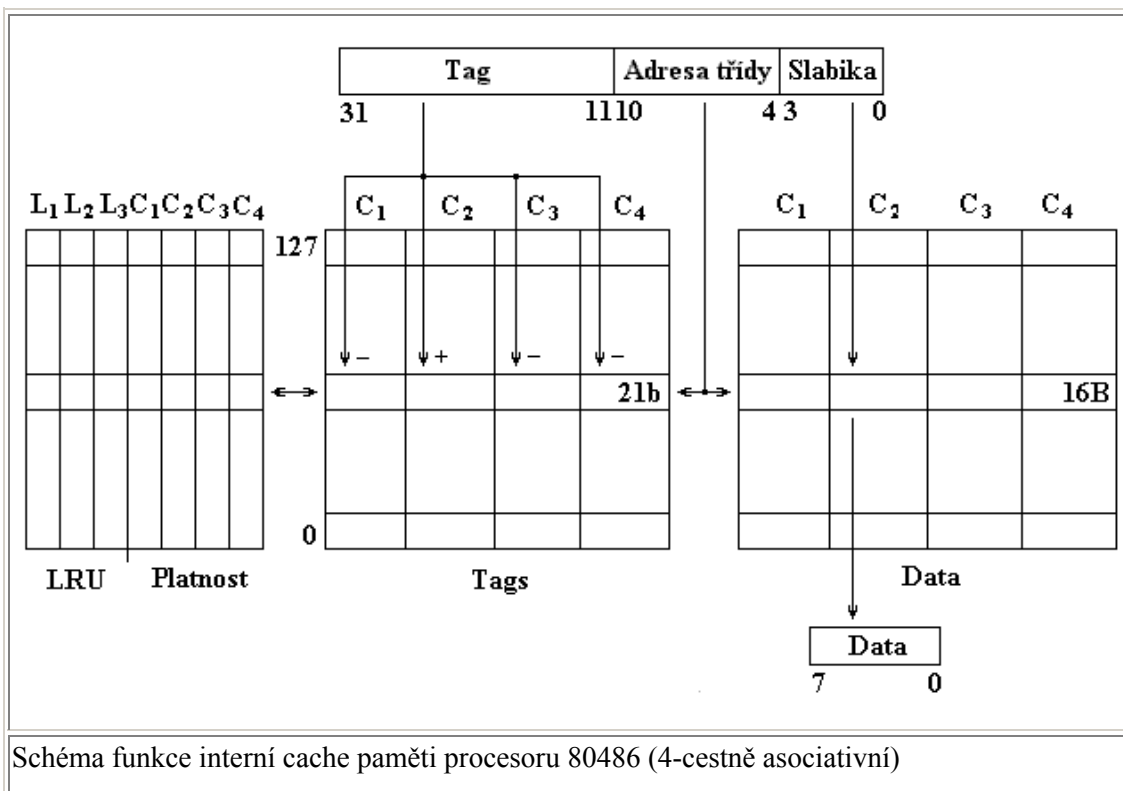 Tag Adresa třídy Slabika
31 11 10 4 3 0
L1 L2 L3 C1 C2 C3 C4 C1 C2 C3 C4 C1 C2 C3 C4
127
− + − −
21b 16B
0
LRU Platnost Tags Data
Data
7 0
Schéma funkce interní cache paměti procesoru 80486 (4-cestně asociativní)